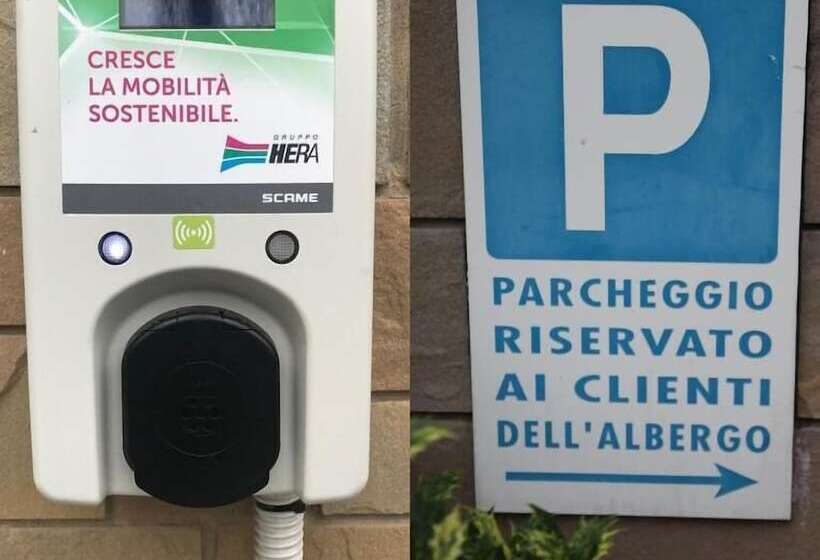 CRESCE
LA MOBILITÀ
SOSTENIBILE.
GRUPPO
HERA
SCAME
P
PARCHEGGIO
RISERVATO
AI CLIENTI
DELL'ALBERGO